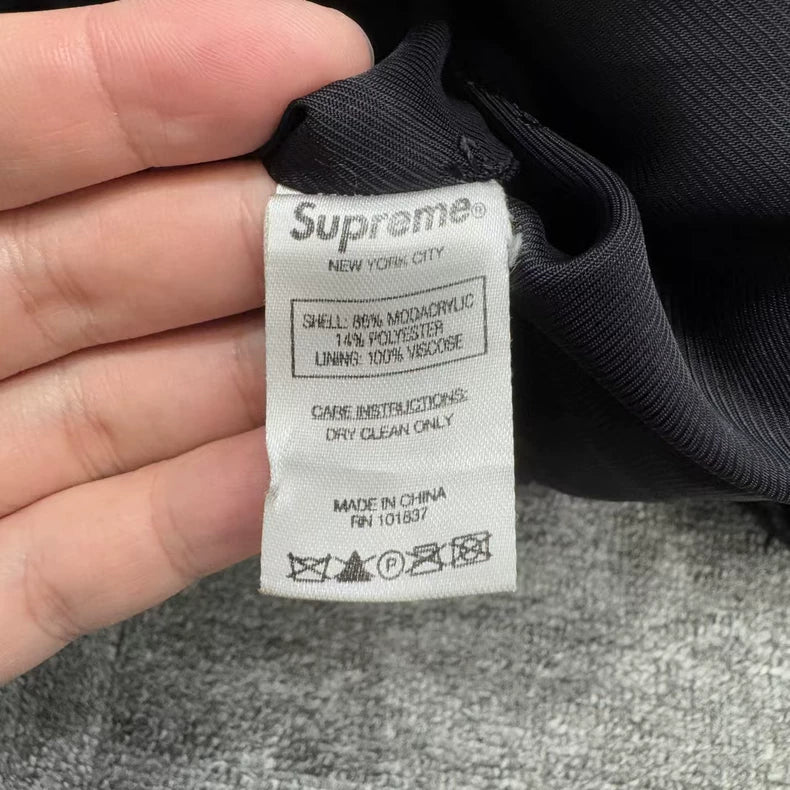 Supreme®
NEW YORK CITY
SHELL: 86% MODACRYLIC
14% POLYESTER
LINING: 100% VISCOSE
CARE INSTRUCTIONS:
DRY CLEAN ONLY
MADE IN CHINA
RN 101837
P